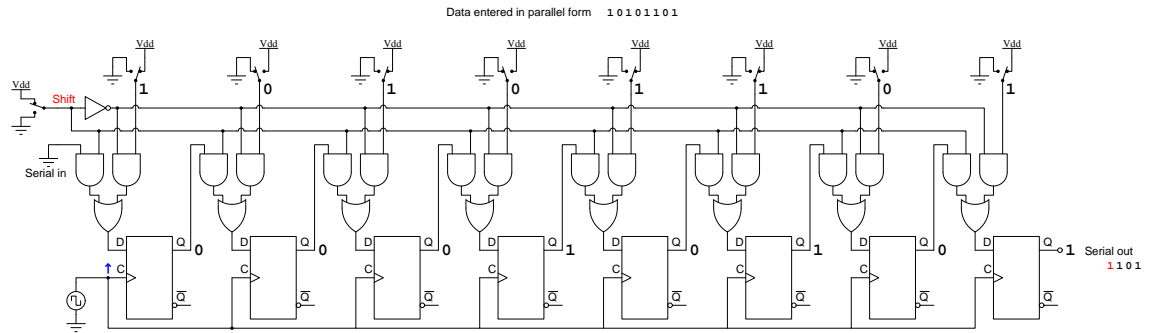 Data entered in parallel form 1 0 1 0 1 1 0 1
Vdd Vdd Vdd Vdd Vdd Vdd Vdd Vdd
1 0 1 0 1 1 0 1
Vdd
Shift
Serial in
D Q D Q D Q D Q D Q D Q D Q D Q
0 0 0 1 0 1 0 1 Serial out
1 1 0 1
C C C C C C C C
Q Q Q Q Q Q Q Q